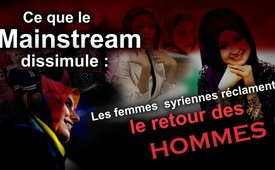 Ce que le
Mainstream
dissimule :
Les femmes syriennes réclament
le retour des
HOMMES